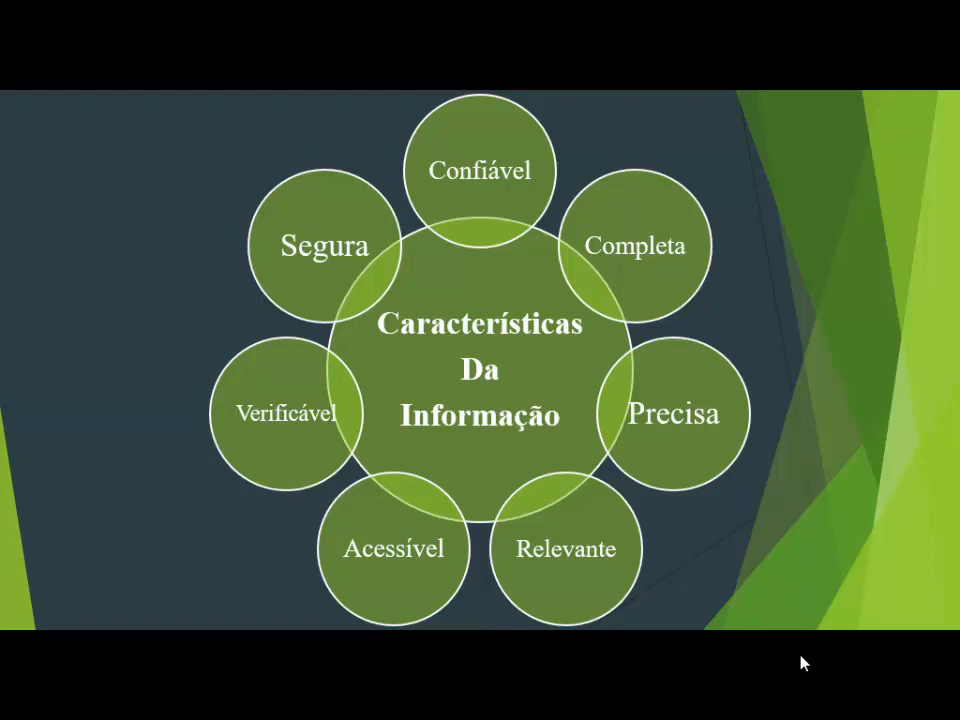 Confiável
Segura
Completa
Características
Da
Informação
Verificável
Precisa
Acessível
Relevante